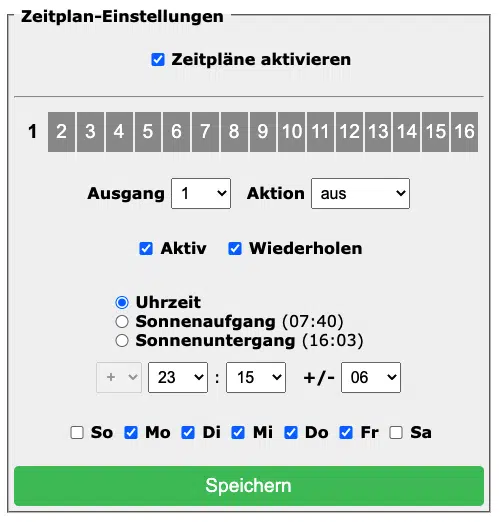 Zeitplan-Einstellungen
Zeitpläne aktivieren
1 2 3 4 5 6 7 8 9 10 11 12 13 14 15 16
Ausgang 1 Aktion aus
Aktiv Wiederholen
Uhrzeit
Sonnenaufgang (07:40)
Sonnenuntergang (16:03)
+ 23 : 15 +/- 06
So Mo Di Mi Do Fr Sa
Speichern